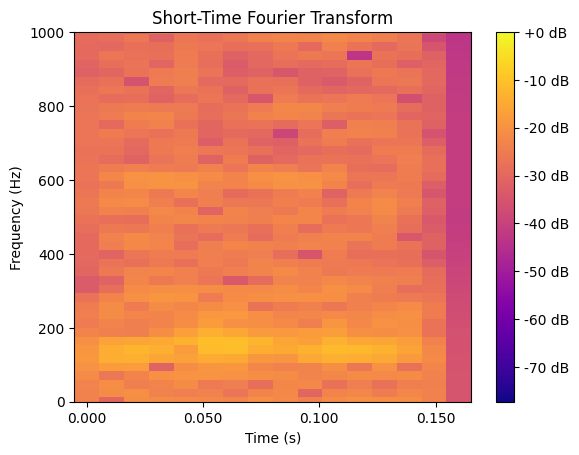 Short-Time Fourier Transform
1000
800
600
400
200
0
Frequency (Hz)
0.000
0.050
0.100
0.150
Time (s)
+0 dB
-10 dB
-20 dB
-30 dB
-40 dB
-50 dB
-60 dB
-70 dB